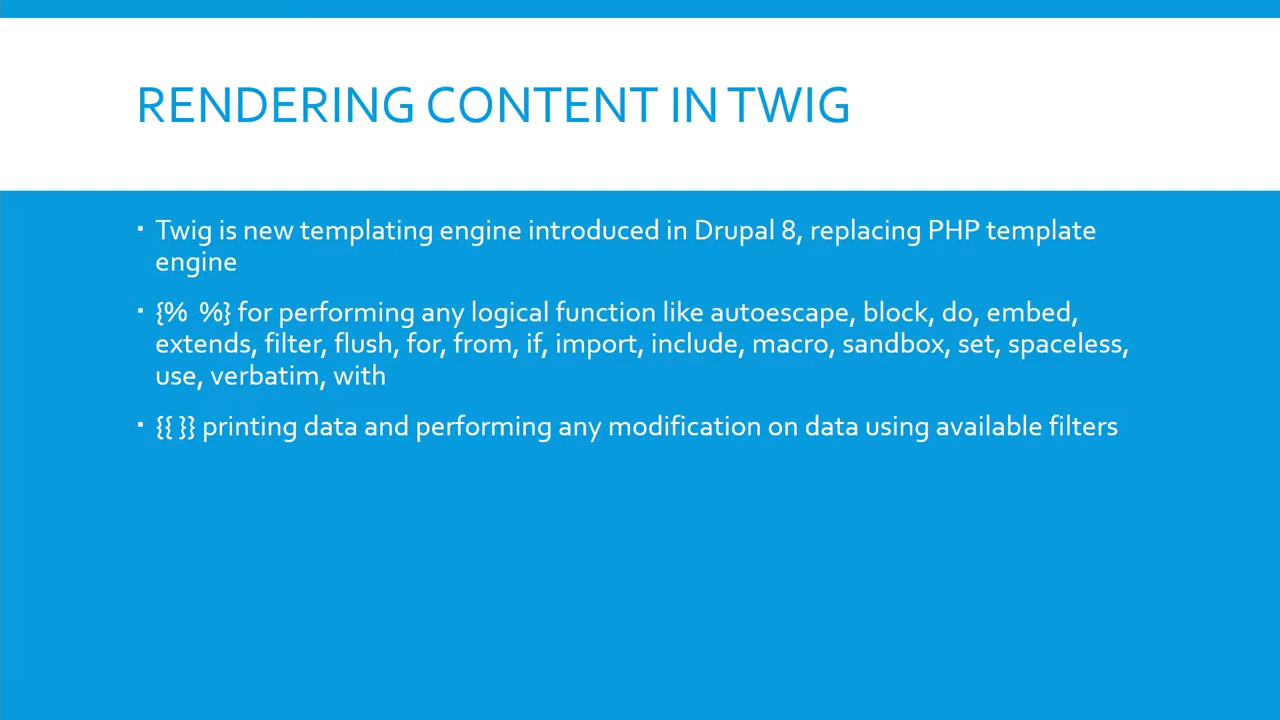 RENDERING CONTENT IN TWIG
▪ Twig is new templating engine introduced in Drupal 8, replacing PHP template
engine
▪ {% %} for performing any logical function like autoescape, block, do, embed,
extends, filter, flush, for, from, if, import, include, macro, sandbox, set, spaceless,
use, verbatim, with
▪ {{ }} printing data and performing any modification on data using available filters